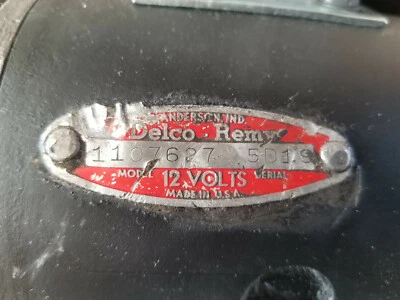 ANDERSON, IND.
Delco-Remy
1107627 5D19
MODEL 12 VOLTS SERIAL
MADE IN U.S.A.